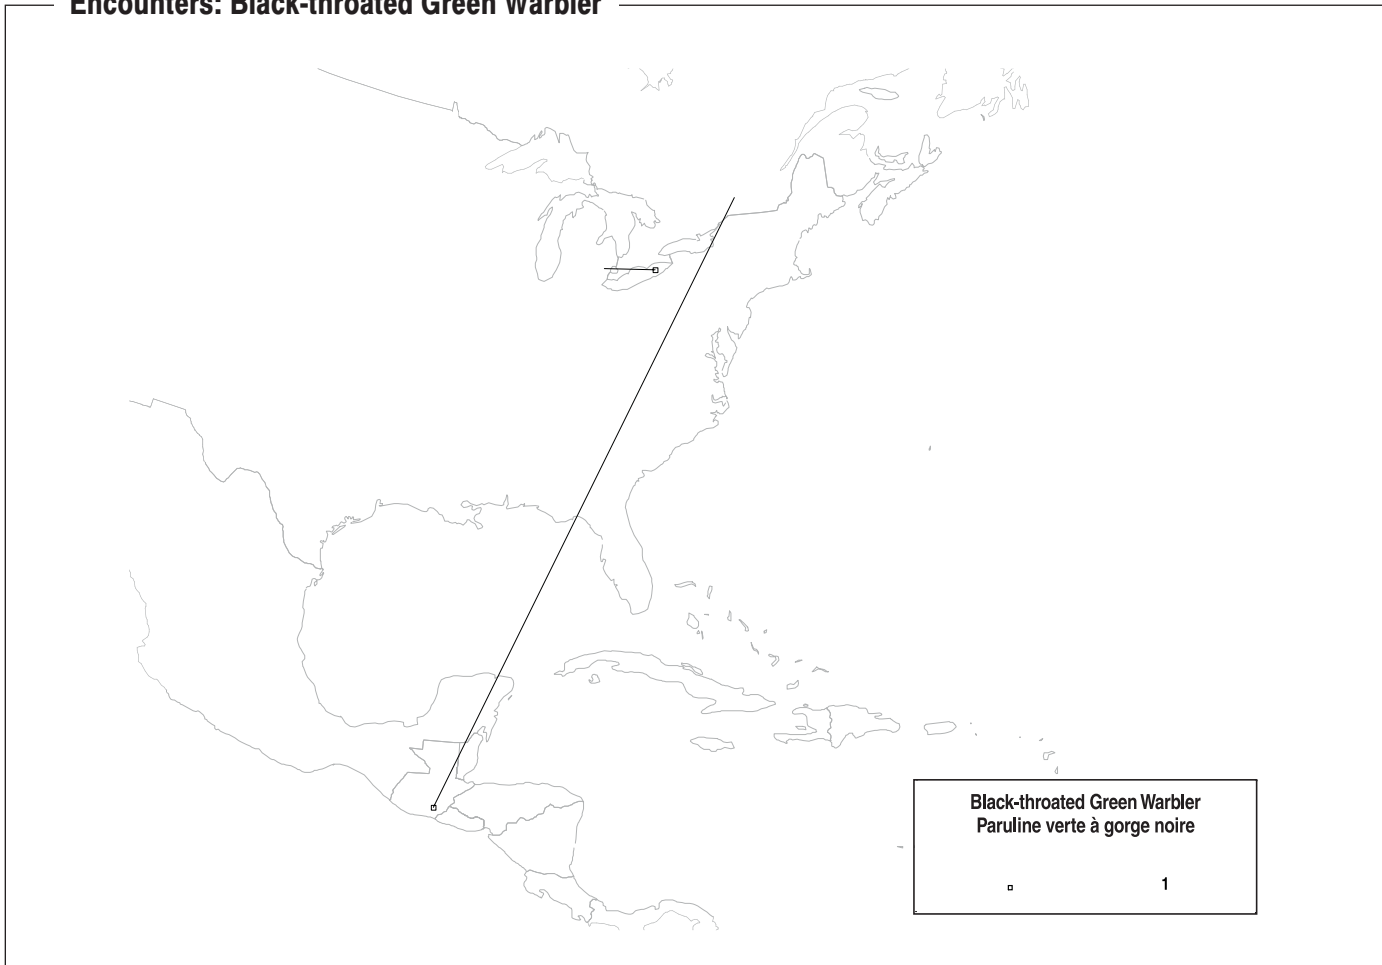 Encounters: Black-throated Green Warbler
Black-throated Green Warbler
Paruline verte à gorge noire
1